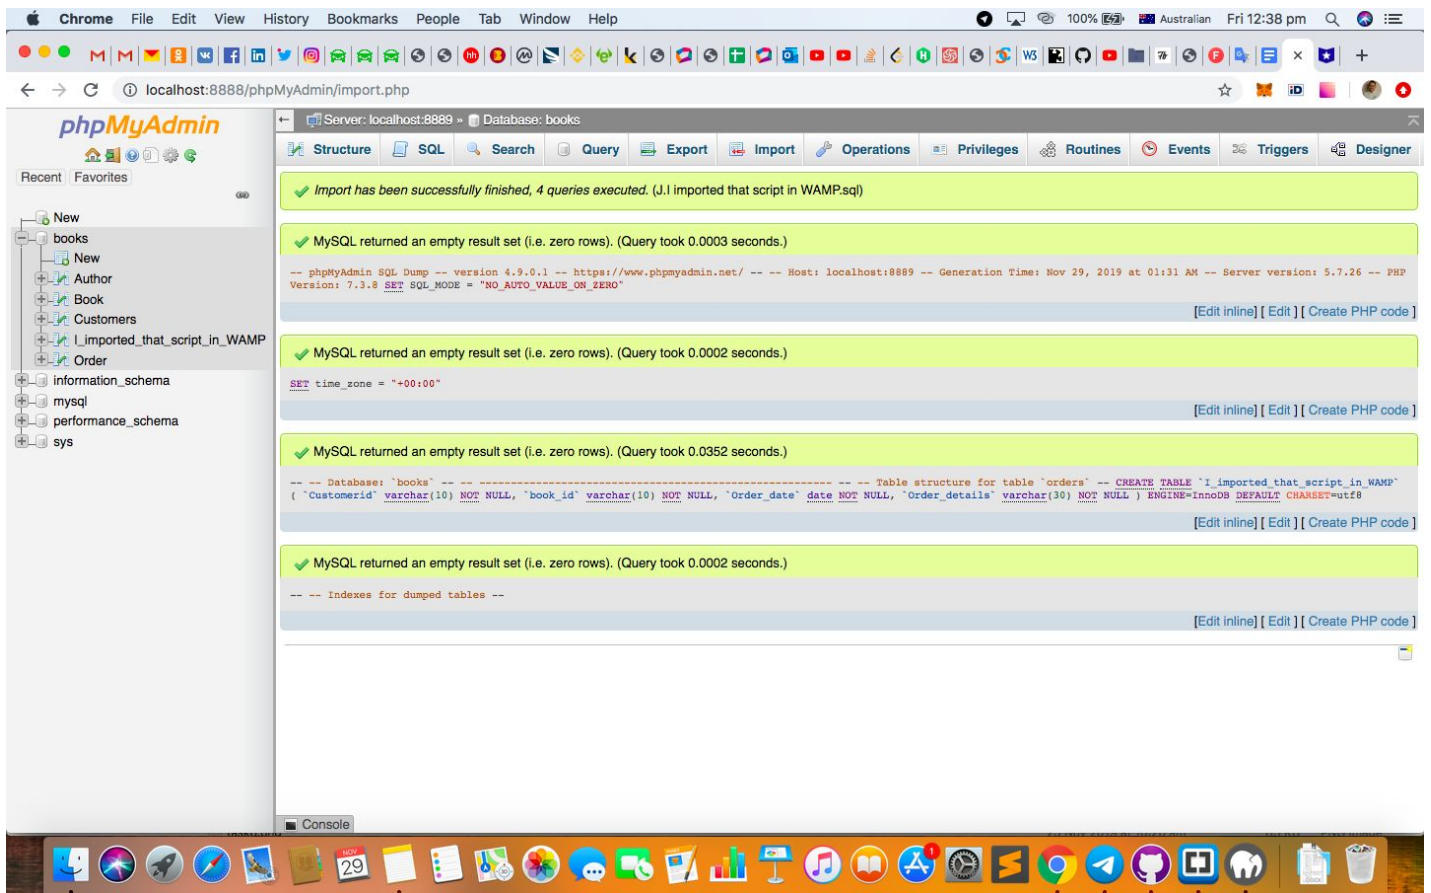 Chrome File Edit View History Bookmarks People Tab Window Help 100% Australian Fri 12:38 pm
localhost:8888/phpMyAdmin/import.php
phpMyAdmin
Recent Favorites
New
books
New
Author
Book
Customers
I_imported_that_script_in_WAMP
Order
information_schema
mysql
performance_schema
sys
Server: localhost:8889 » Database: books
Structure SQL Search Query Export Import Operations Privileges Routines Events Triggers Designer
Import has been successfully finished, 4 queries executed. (J.I imported that script in WAMP.sql)
MySQL returned an empty result set (i.e. zero rows). (Query took 0.0003 seconds.)
-- phpMyAdmin SQL Dump -- version 4.9.0.1 -- https://www.phpmyadmin.net/ -- -- Host: localhost:8889 -- Generation Time: Nov 29, 2019 at 01:31 AM -- Server version: 5.7.26 -- PHP
Version: 7.3.8 SET SQL_MODE = "NO_AUTO_VALUE_ON_ZERO"
[Edit inline] [ Edit ] [ Create PHP code ]
MySQL returned an empty result set (i.e. zero rows). (Query took 0.0002 seconds.)
SET time_zone = "+00:00"
[Edit inline] [ Edit ] [ Create PHP code ]
MySQL returned an empty result set (i.e. zero rows). (Query took 0.0352 seconds.)
-- -- Database: `books` -- -- -------------------------------------------------------- -- -- Table structure for table `orders` -- CREATE TABLE `I_imported_that_script_in_WAMP`
( `Customerid` varchar(10) NOT NULL, `book_id` varchar(10) NOT NULL, `Order_date` date NOT NULL, `Order_details` varchar(30) NOT NULL ) ENGINE=InnoDB DEFAULT CHARSET=utf8
[Edit inline] [ Edit ] [ Create PHP code ]
MySQL returned an empty result set (i.e. zero rows). (Query took 0.0002 seconds.)
-- -- Indexes for dumped tables --
[Edit inline] [ Edit ] [ Create PHP code ]
Console
NOV
29